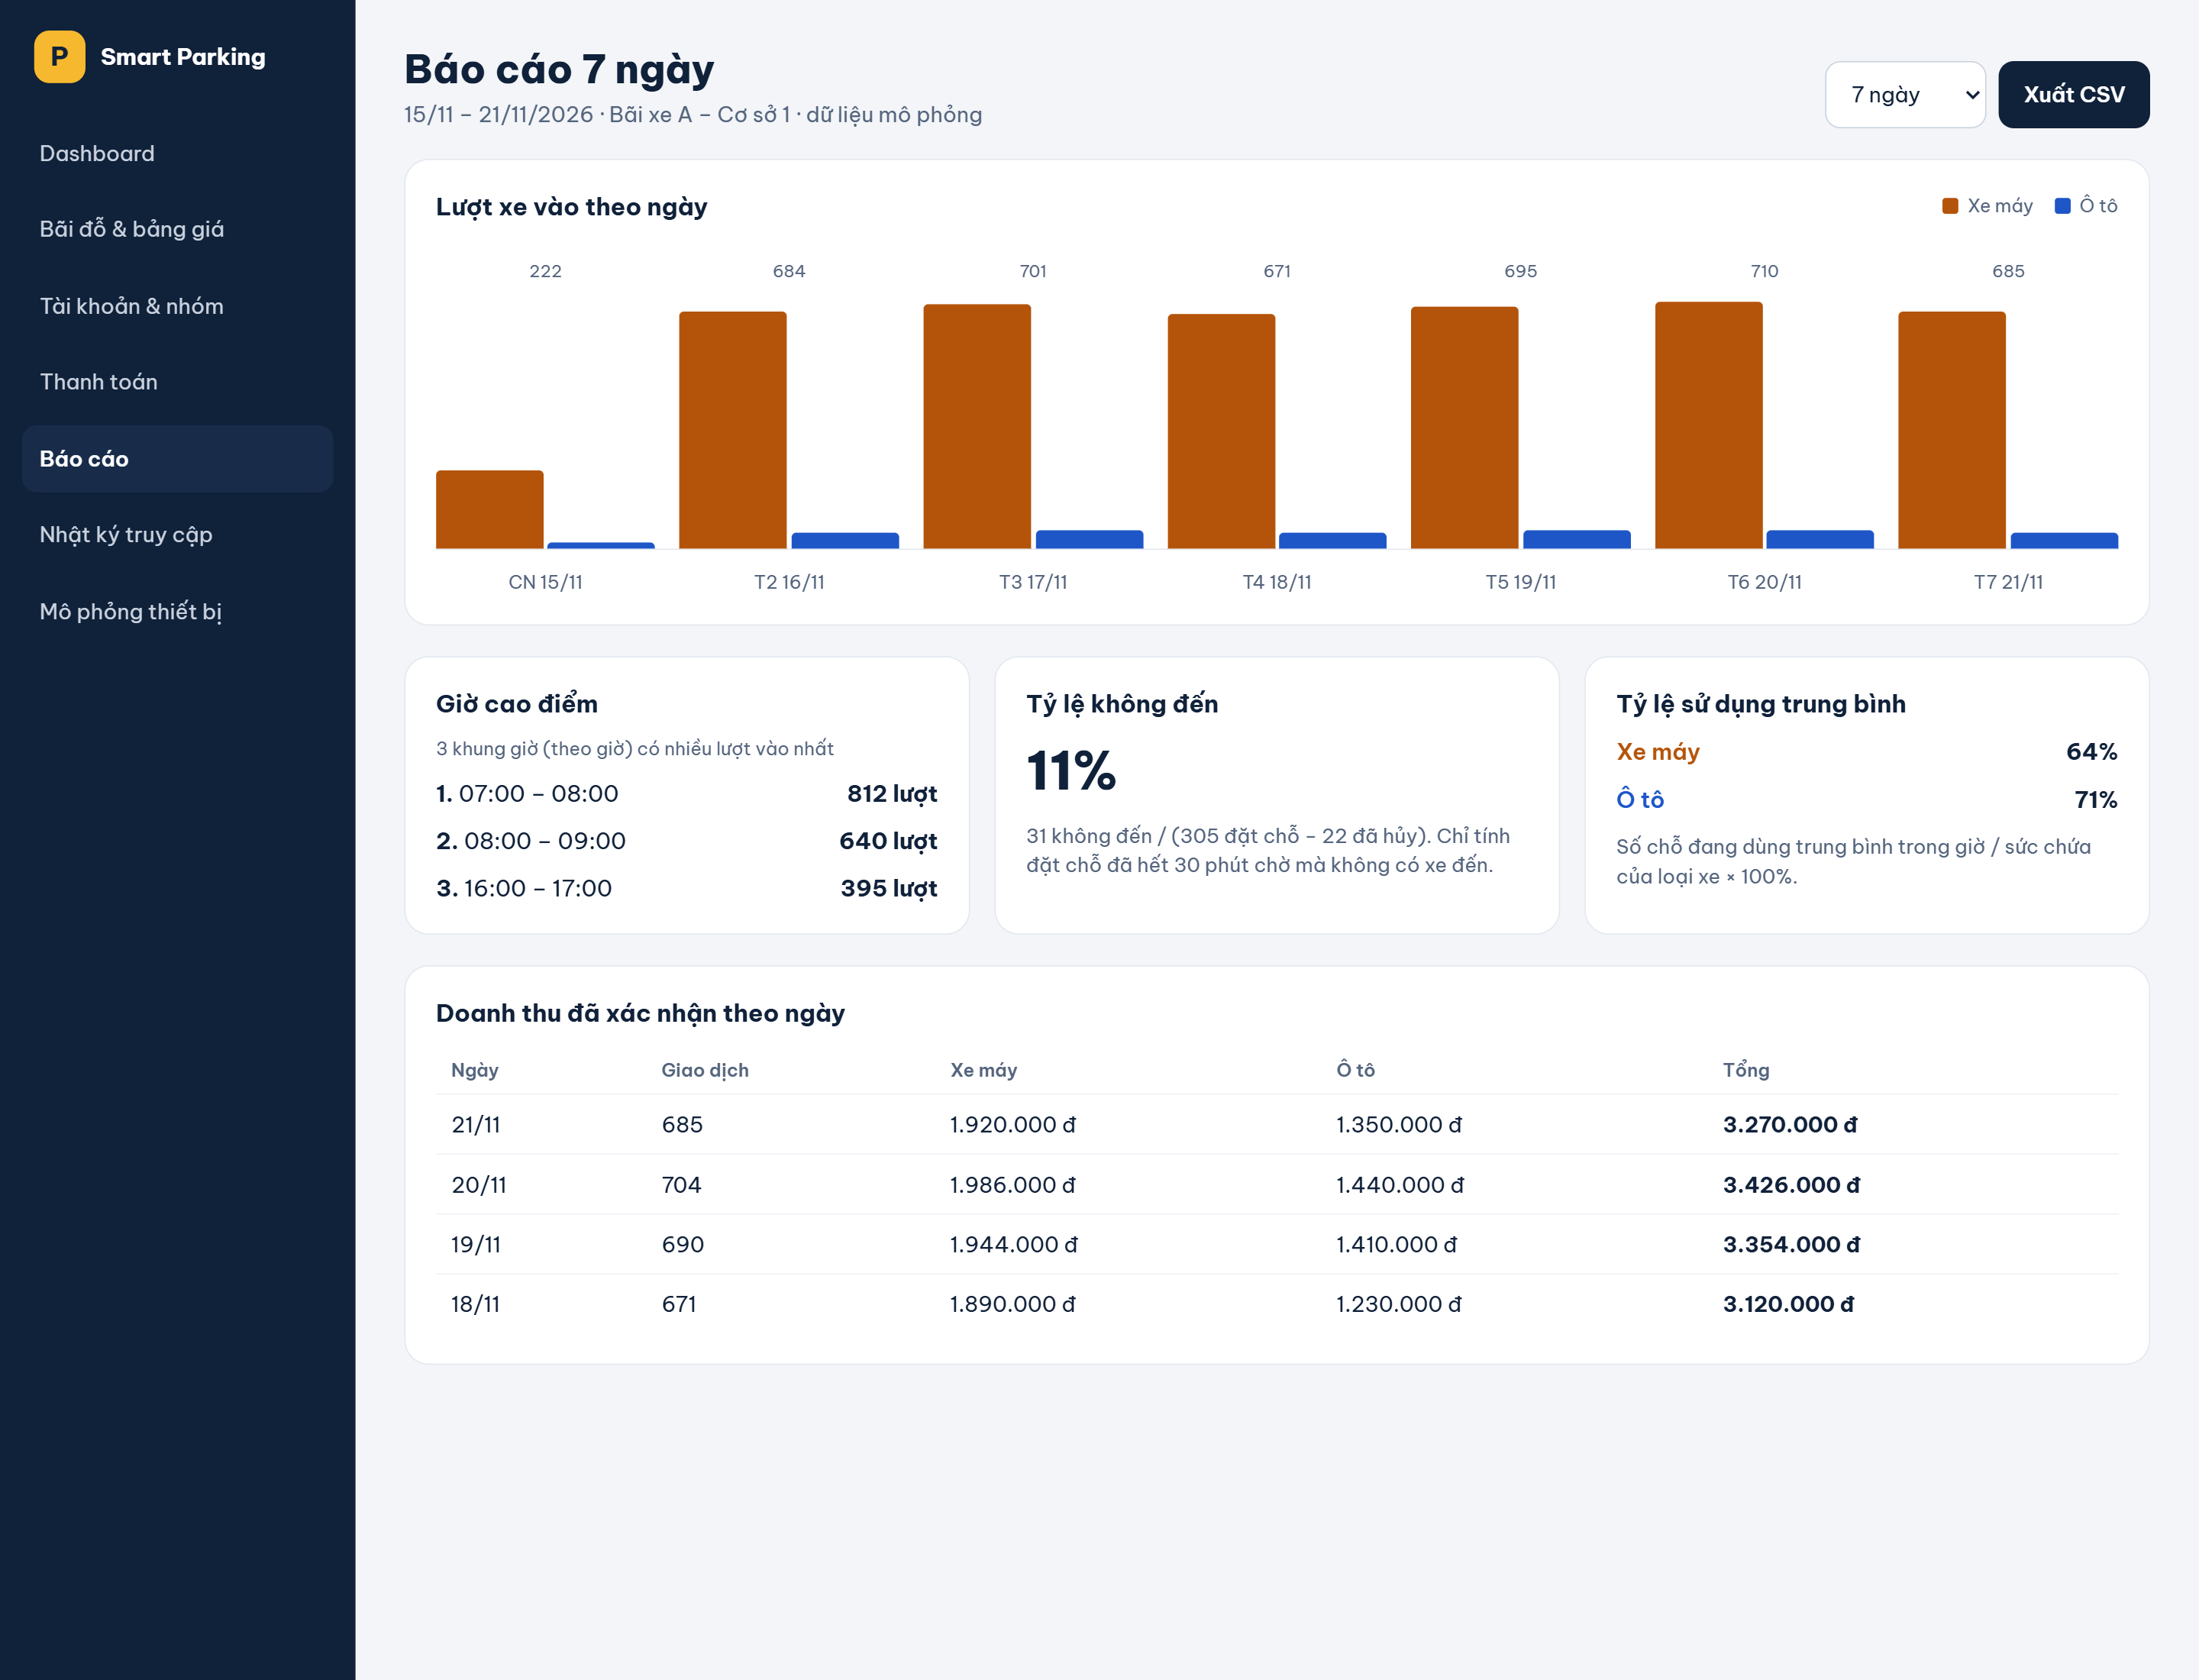 P Smart Parking
Dashboard
Bãi đỗ & bảng giá
Tài khoản & nhóm
Thanh toán
Báo cáo
Nhật ký truy cập
Mô phỏng thiết bị
Báo cáo 7 ngày
15/11 – 21/11/2026 · Bãi xe A – Cơ sở 1 · dữ liệu mô phỏng
7 ngày
Xuất CSV
Lượt xe vào theo ngày
Xe máy Ô tô
222 684 701 671 695 710 685
CN 15/11 T2 16/11 T3 17/11 T4 18/11 T5 19/11 T6 20/11 T7 21/11
Giờ cao điểm
3 khung giờ (theo giờ) có nhiều lượt vào nhất
1. 07:00 – 08:00 812 lượt
2. 08:00 – 09:00 640 lượt
3. 16:00 – 17:00 395 lượt
Tỷ lệ không đến
11%
31 không đến / (305 đặt chỗ − 22 đã hủy). Chỉ tính
đặt chỗ đã hết 30 phút chờ mà không có xe đến.
Tỷ lệ sử dụng trung bình
Xe máy 64%
Ô tô 71%
Số chỗ đang dùng trung bình trong giờ / sức chứa
của loại xe × 100%.
Doanh thu đã xác nhận theo ngày
Ngày Giao dịch Xe máy Ô tô Tổng
21/11 685 1.920.000 đ 1.350.000 đ 3.270.000 đ
20/11 704 1.986.000 đ 1.440.000 đ 3.426.000 đ
19/11 690 1.944.000 đ 1.410.000 đ 3.354.000 đ
18/11 671 1.890.000 đ 1.230.000 đ 3.120.000 đ